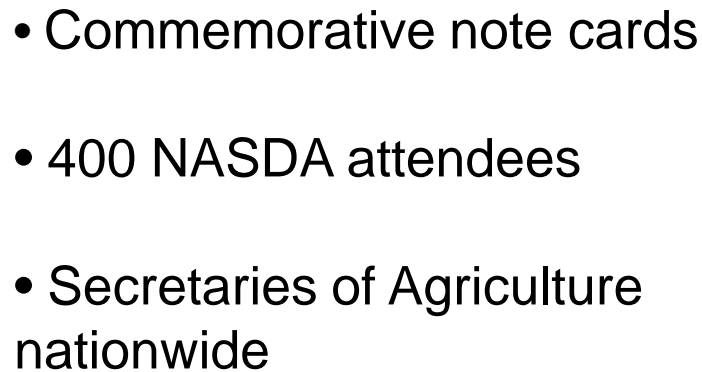 • Commemorative note cards
• 400 NASDA attendees
• Secretaries of Agriculture
nationwide